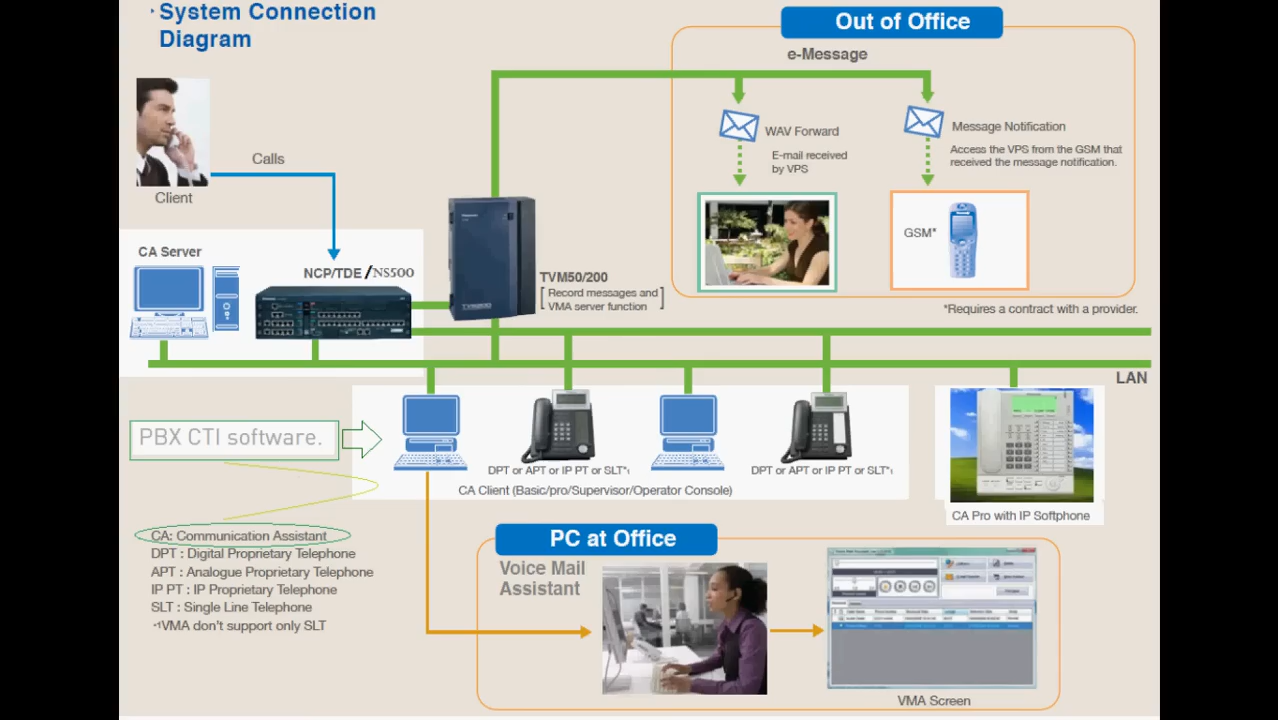 System Connection
Diagram
Out of Office
e-Message
WAV Forward
E-mail received
by VPS
Message Notification
Access the VPS from the GSM that
received the message notification.
GSM*
*Requires a contract with a provider.
Calls
Client
CA Server
NCP/TDE/NS500
TVM50/200
Record messages and
VMA server function
LAN
PBX CTI software.
DPT or APT or IP PT or SLT*1
DPT or APT or IP PT or SLT*1
CA Client (Basic/pro/Supervisor/Operator Console)
CA Pro with IP Softphone
CA: Communication Assistant
DPT : Digital Proprietary Telephone
APT : Analogue Proprietary Telephone
IP PT : IP Proprietary Telephone
SLT : Single Line Telephone
*1VMA don't support only SLT
PC at Office
Voice Mail
Assistant
VMA Screen